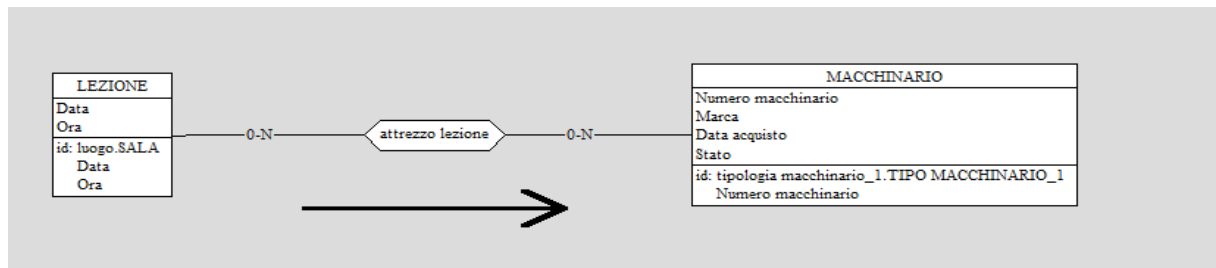 LEZIONE
Data
Ora
id: luogo.SALA
Data
Ora
0-N
attrezzo lezione
0-N
MACCHINARIO
Numero macchinario
Marca
Data acquisto
Stato
id: tipologia macchinario_1.TIPO MACCHINARIO_1
Numero macchinario